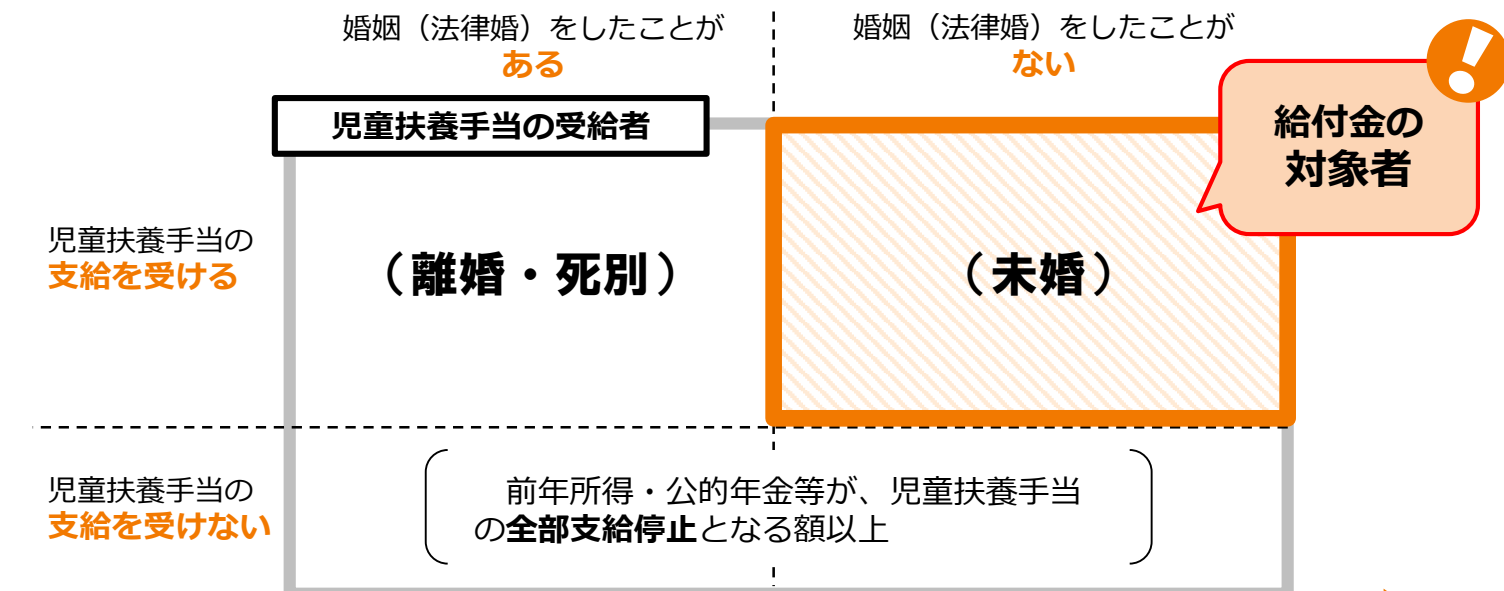 婚姻（法律婚）をしたことが
ある
婚姻（法律婚）をしたことが
ない
給付金の
対象者
児童扶養手当の受給者
児童扶養手当の
支給を受ける
（離婚・死別）
（未婚）
児童扶養手当の
支給を受けない
前年所得・公的年金等が、児童扶養手当
の全部支給停止となる額以上